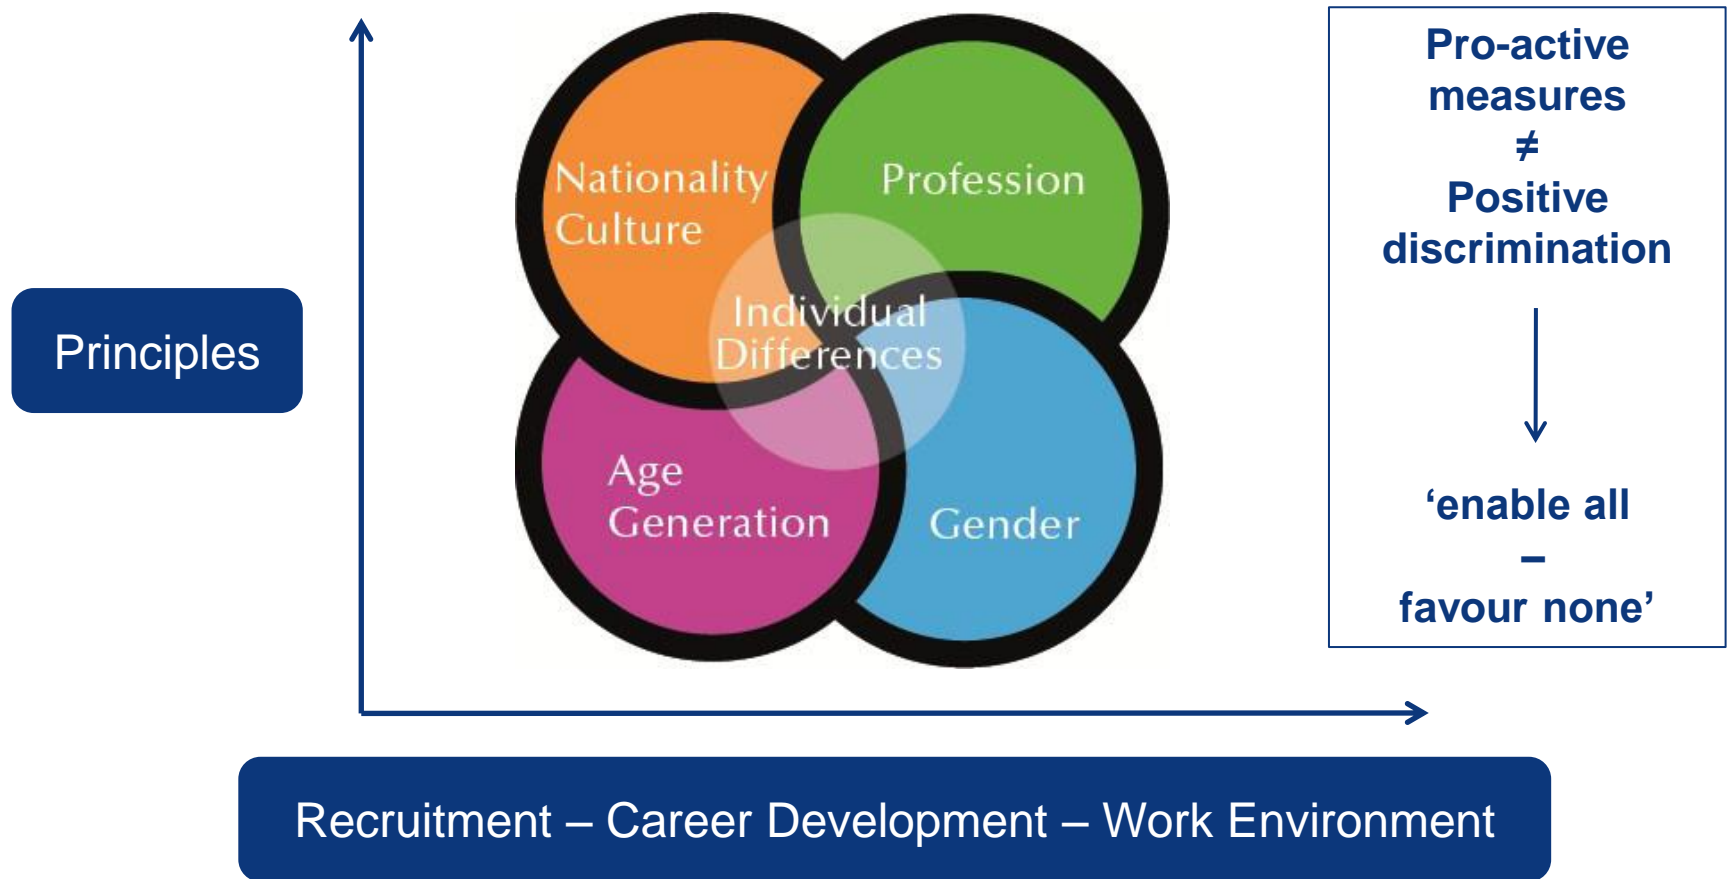 Principles
Nationality
Culture
Profession
Individual
Differences
Age
Generation
Gender
Recruitment – Career Development – Work Environment
Pro-active
measures
≠
Positive
discrimination
‘enable all
–
favour none’